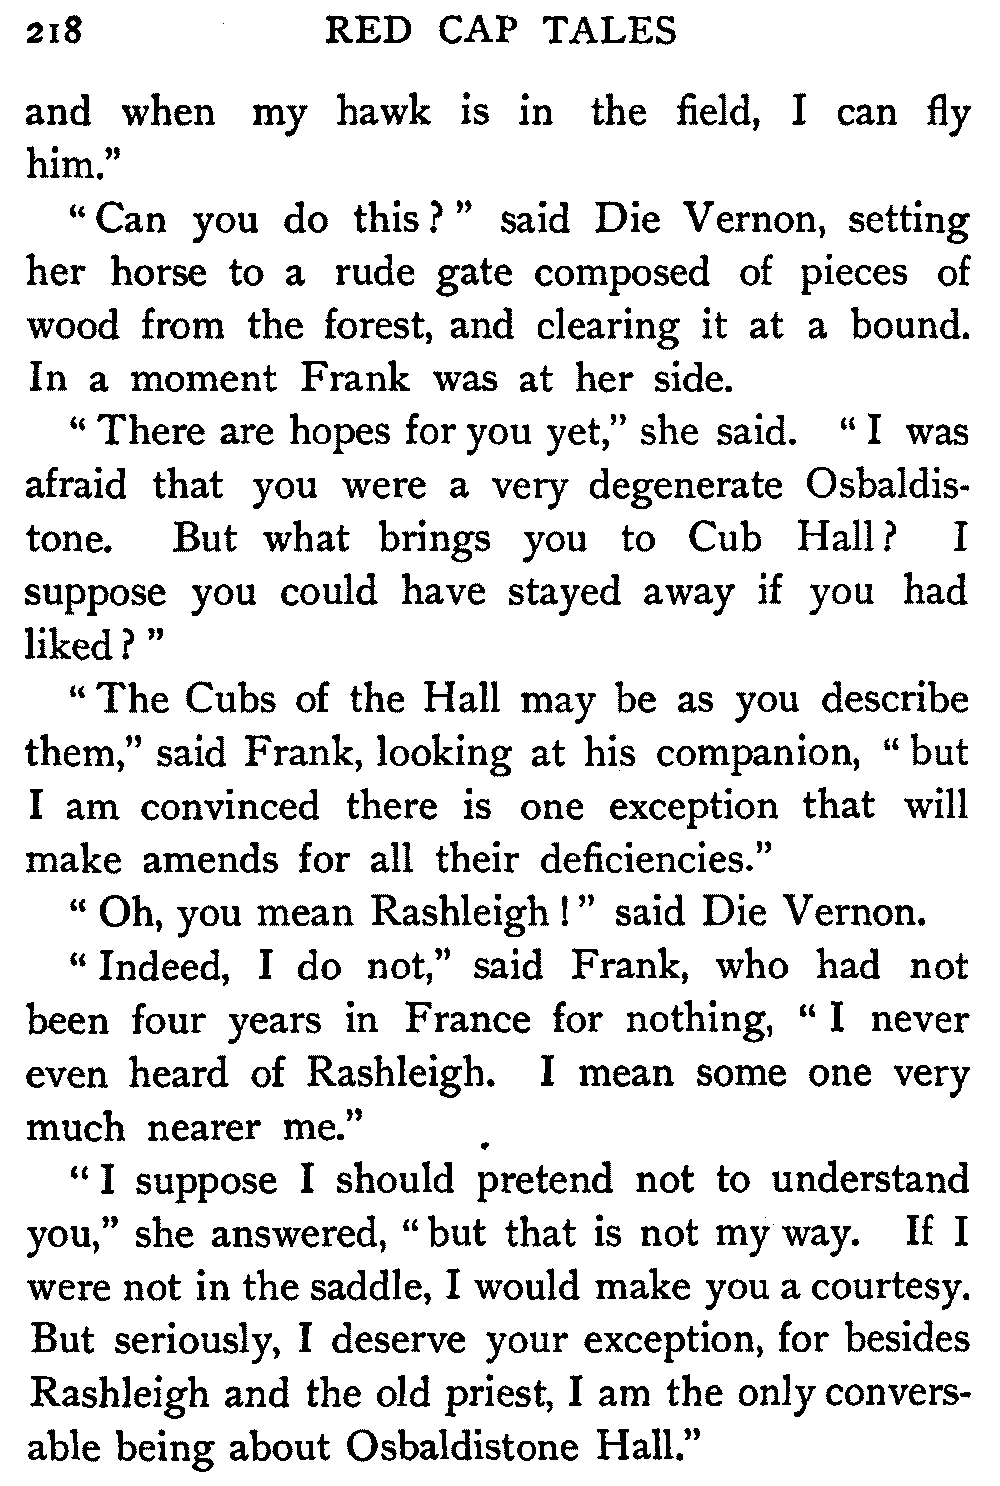 218 RED CAP TALES
and when my hawk is in the field, I can fly
him."
"Can you do this?" said Die Vernon, setting
her horse to a rude gate composed of pieces of
wood from the forest, and clearing it at a bound.
In a moment Frank was at her side.
"There are hopes for you yet," she said. "I was
afraid that you were a very degenerate Osbaldis-
tone. But what brings you to Cub Hall? I
suppose you could have stayed away if you had
liked?"
"The Cubs of the Hall may be as you describe
them," said Frank, looking at his companion, "but
I am convinced there is one exception that will
make amends for all their deficiencies."
"Oh, you mean Rashleigh!" said Die Vernon.
"Indeed, I do not," said Frank, who had not
been four years in France for nothing, "I never
even heard of Rashleigh. I mean some one very
much nearer me."
"I suppose I should pretend not to understand
you," she answered, "but that is not my way. If I
were not in the saddle, I would make you a courtesy.
But seriously, I deserve your exception, for besides
Rashleigh and the old priest, I am the only convers-
able being about Osbaldistone Hall."